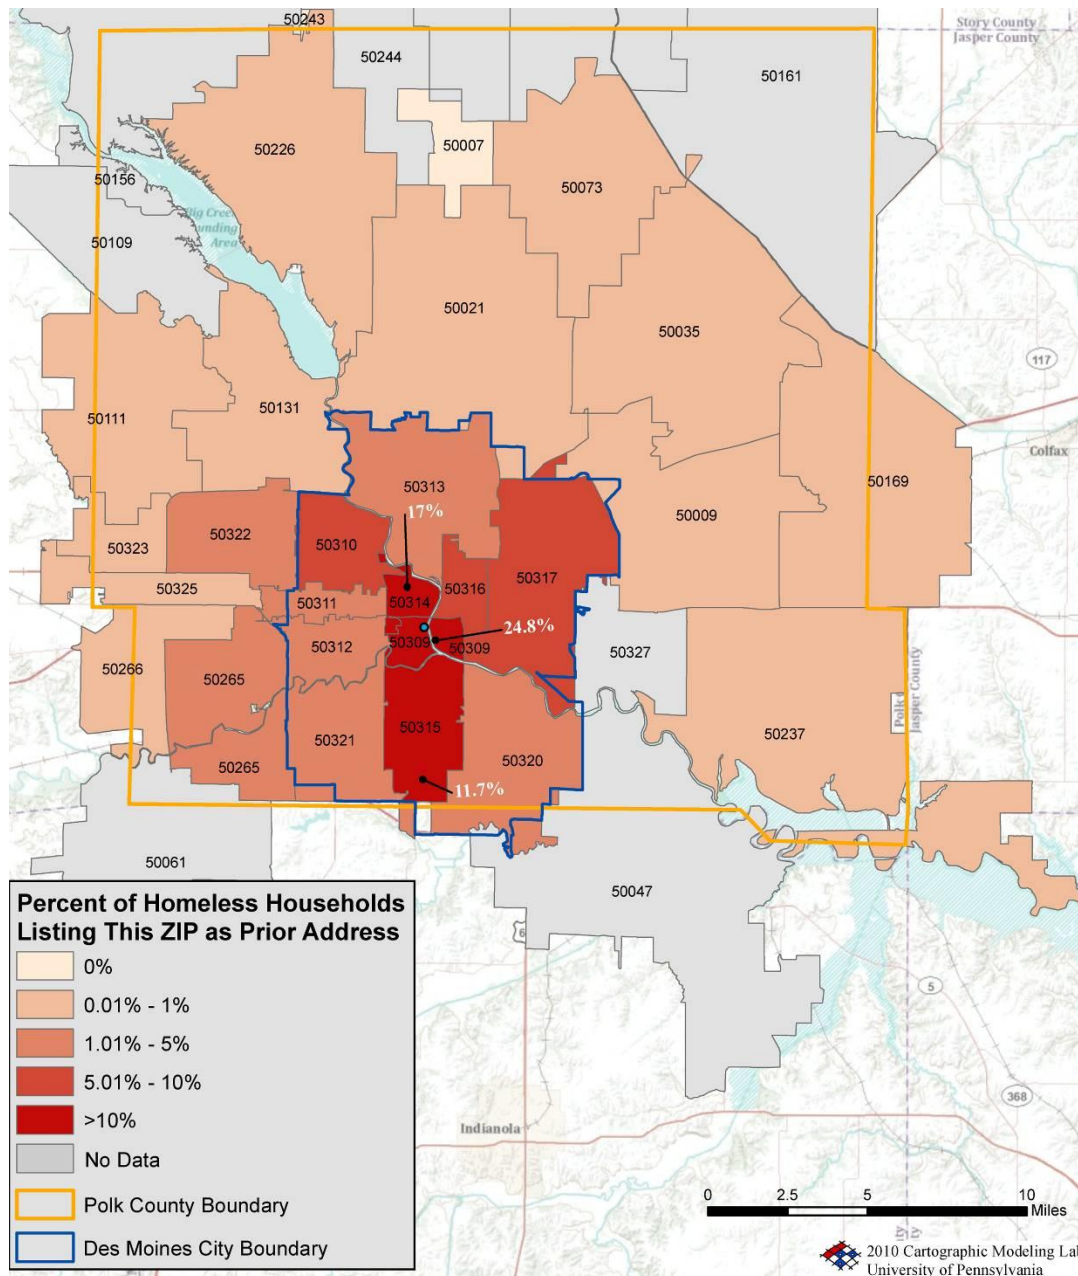 50243
Story County
Jasper County
50244
50161
50007
50226
50073
50156
Big Creek
unding
Area
50109
50021
50035
117
50111
50131
Colfax
50313
50169
17%
50009
50322
50323
50310
50317
50325
50316
50311
50314
24.8%
50312
50309
50309
50327
50266
50265
Polk C
Jasper County
50315
50321
50237
50265
50320
11.7%
50061
50047
6
5
368
Indianola
Percent of Homeless Households
Listing This ZIP as Prior Address
0%
0.01% - 1%
1.01% - 5%
5.01% - 10%
>10%
No Data
Polk County Boundary
Des Moines City Boundary
0 2.5 5 10
Miles
2010 Cartographic Modeling Lab
University of Pennsylvania